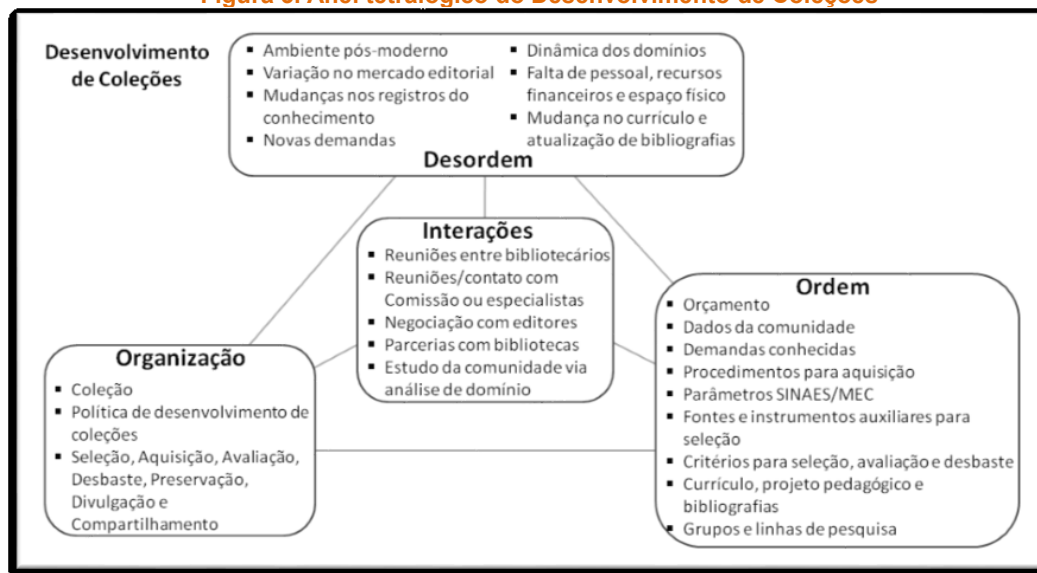 Desenvolvimento
de Coleções
▪ Ambiente pós-moderno
▪ Variação no mercado editorial
▪ Mudanças nos registros do
conhecimento
▪ Novas demandas
▪ Dinâmica dos domínios
▪ Falta de pessoal, recursos
financeiros e espaço físico
▪ Mudança no currículo e
atualização de bibliografias
Desordem
Interações
▪ Reuniões entre bibliotecários
▪ Reuniões/contato com
Comissão ou especialistas
▪ Negociação com editores
▪ Parcerias com bibliotecas
▪ Estudo da comunidade via
análise de domínio
Organização
▪ Coleção
▪ Política de desenvolvimento de
coleções
▪ Seleção, Aquisição, Avaliação,
Desbaste, Preservação,
Divulgação e
Compartilhamento
Ordem
▪ Orçamento
▪ Dados da comunidade
▪ Demandas conhecidas
▪ Procedimentos para aquisição
▪ Parâmetros SINAES/MEC
▪ Fontes e instrumentos auxiliares para
seleção
▪ Critérios para seleção, avaliação e desbaste
▪ Currículo, projeto pedagógico e
bibliografias
▪ Grupos e linhas de pesquisa